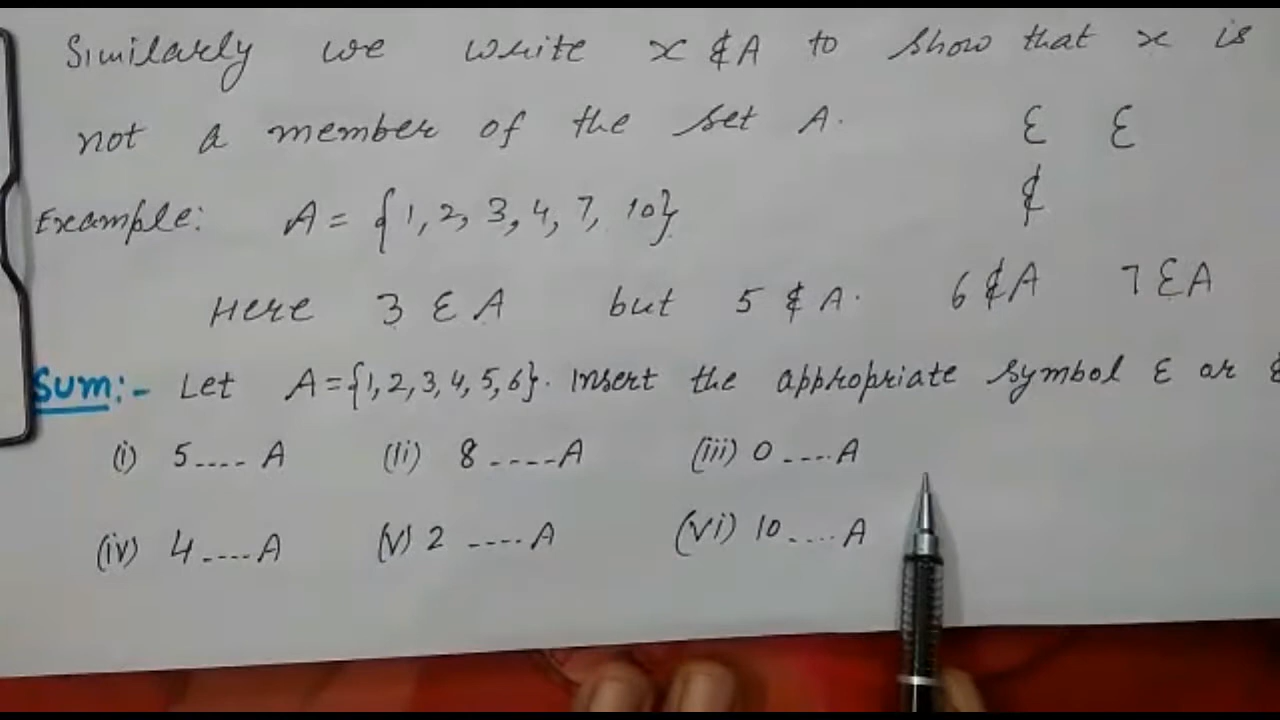 Similarly we write x ∉ A to show that x is
not a member of the set A. Ɛ Ɛ
∉
Example: A = {1, 2, 3, 4, 7, 10}
Here 3 Ɛ A but 5 ∉ A. 6 ∉ A 7 Ɛ A
Sum:- Let A = {1, 2, 3, 4, 5, 6}. Insert the appropriate symbol Ɛ or
(i) 5 .... A (ii) 8 ----- A (iii) 0 .... A
(iv) 4 .... A (v) 2 .... A (vi) 10 .... A